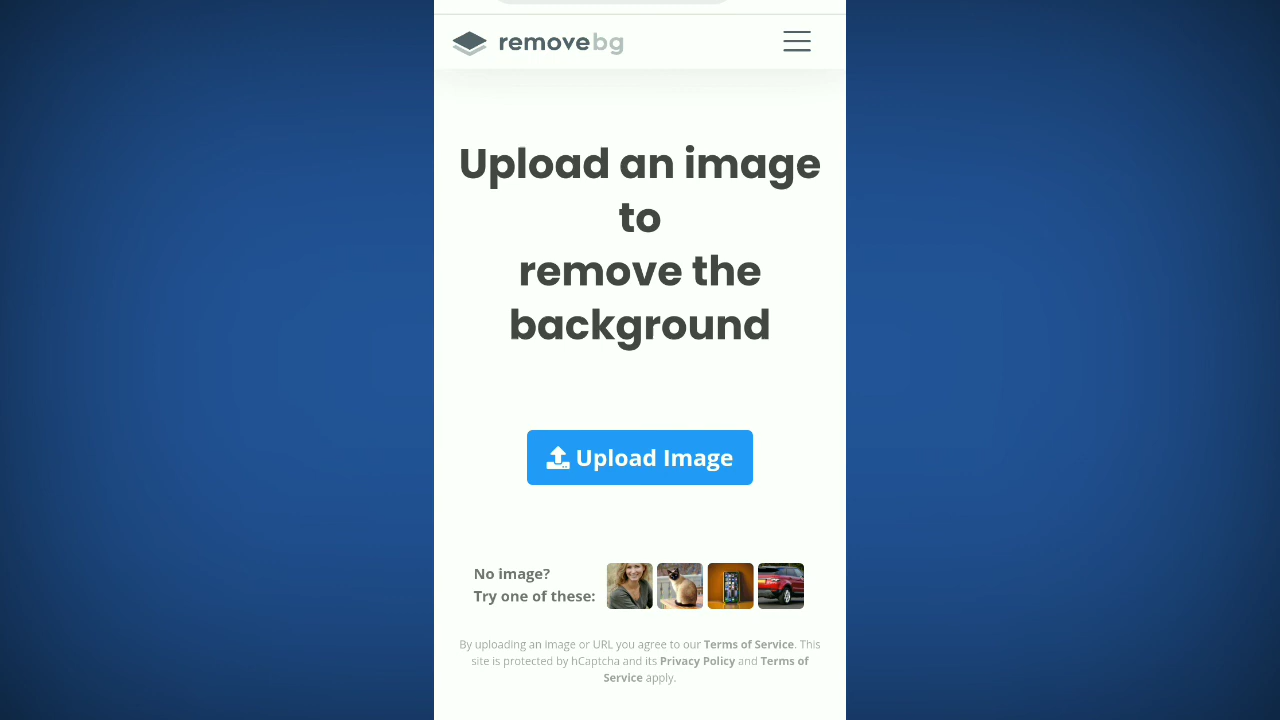 removebg
Upload an image
to
remove the
background
Upload Image
No image?
Try one of these:
By uploading an image or URL you agree to our Terms of Service. This
site is protected by hCaptcha and its Privacy Policy and Terms of
Service apply.